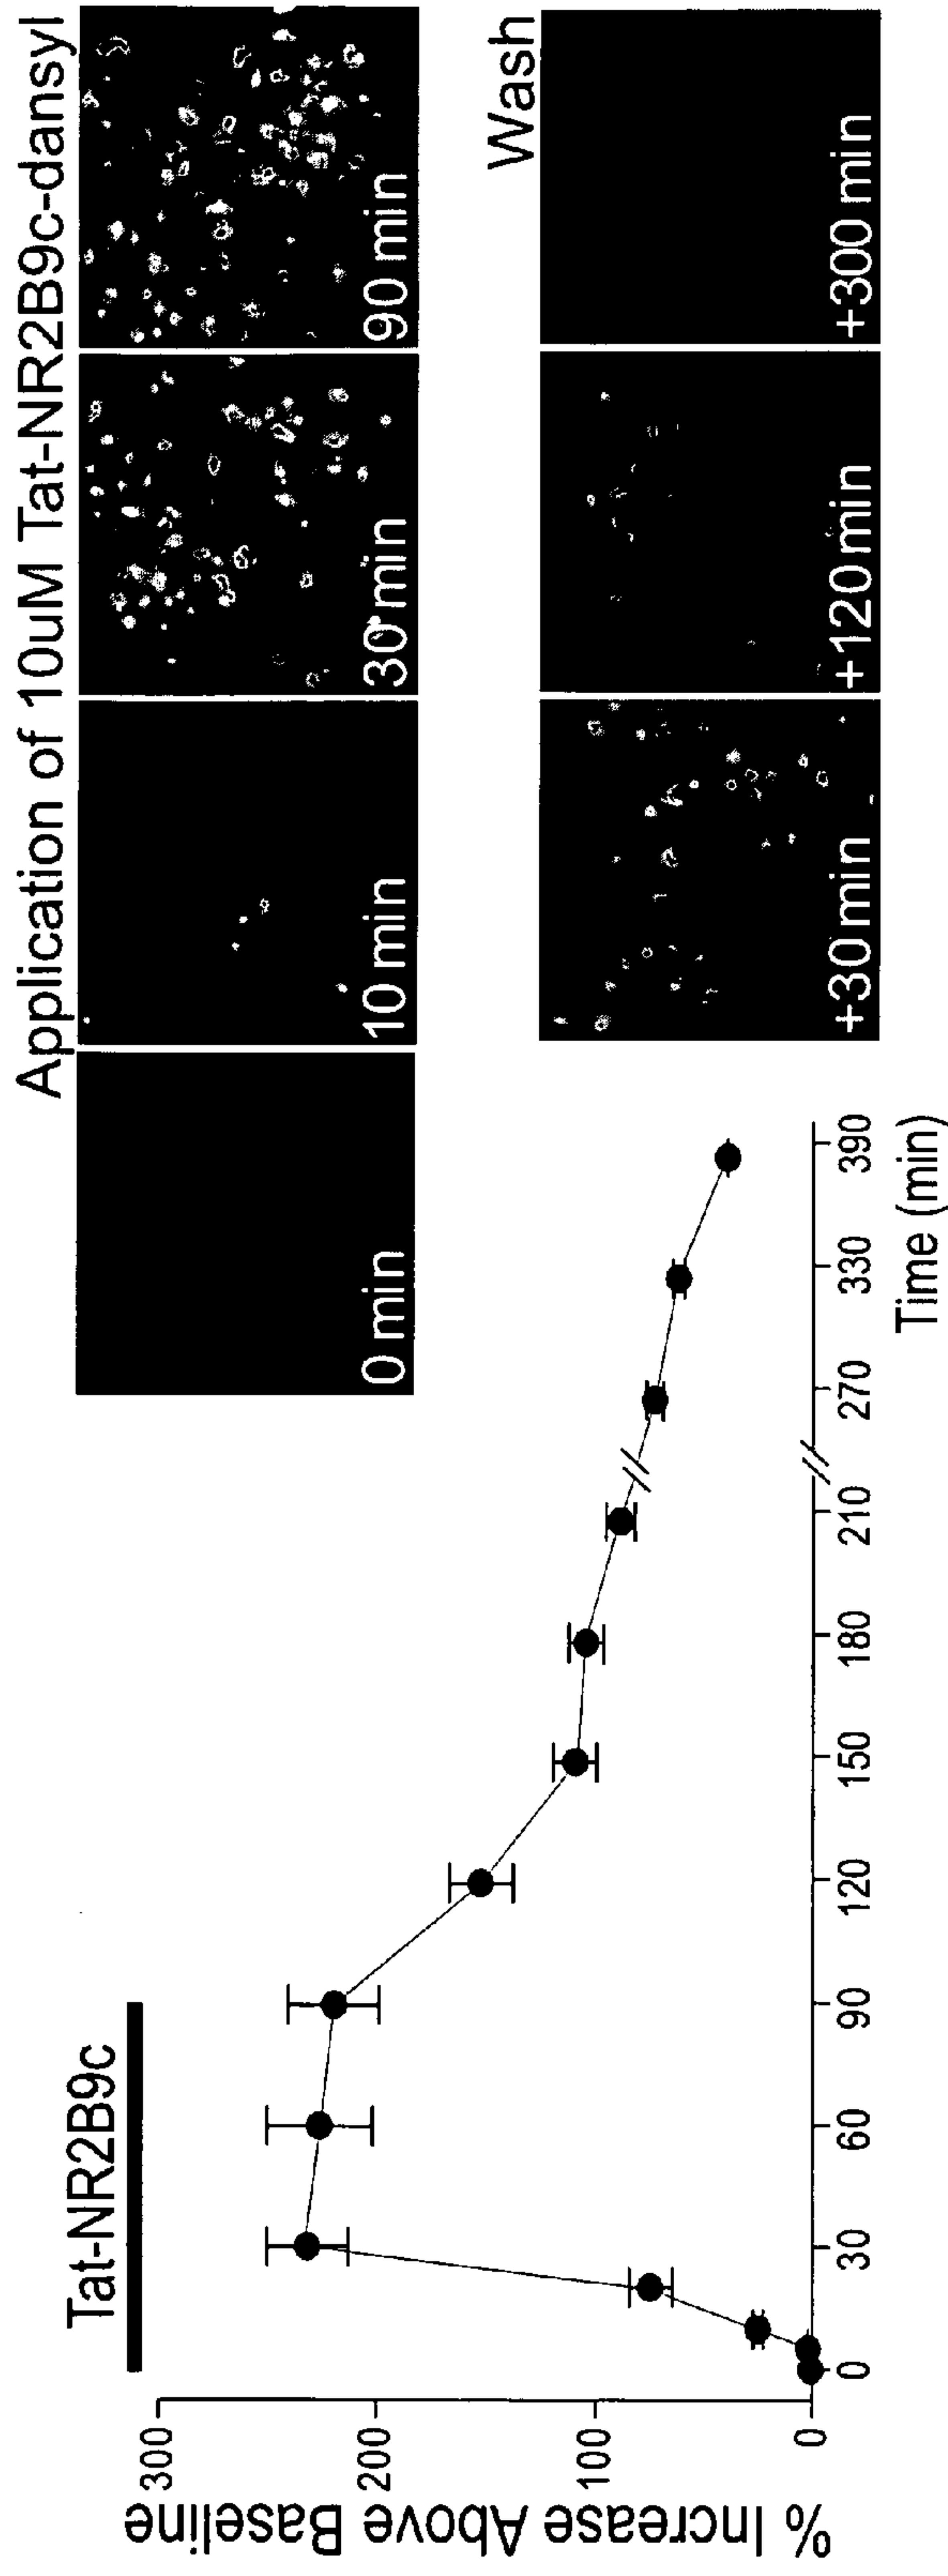 Application of 10uM Tat-NR2B9c-dansyl
0 min
10 min
30 min
90 min
Wash
+30 min
+120 min
+300 min
Tat-NR2B9c
% Increase Above Baseline
300
200
100
0
0 30 60 90 120 150 180 210 270 330 390
Time (min)